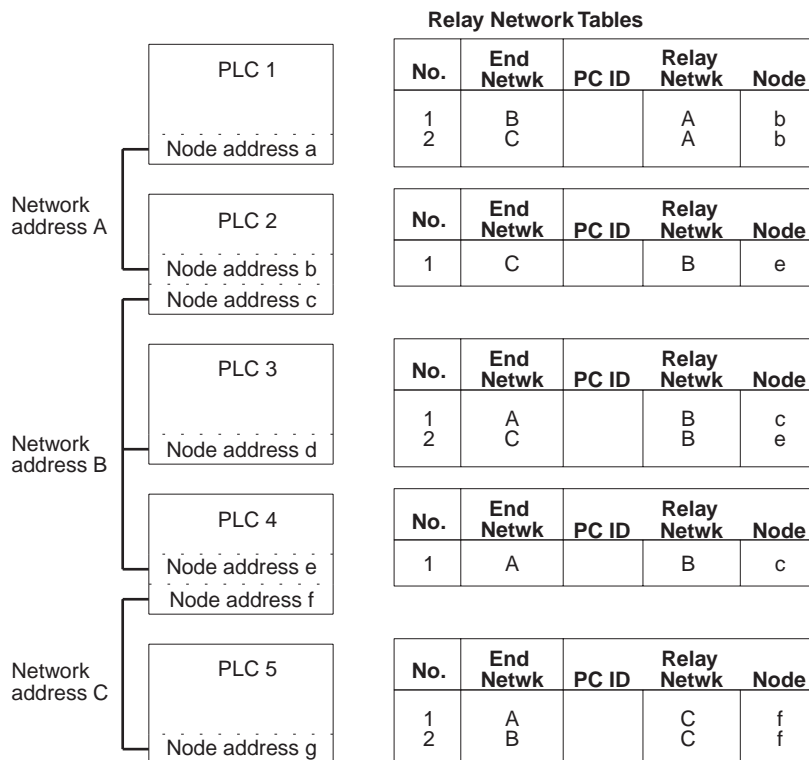 Relay Network Tables
PLC 1
Node address a
No. End Netwk PC ID Relay Netwk Node
1 B A b
2 C A b
Network address A
PLC 2
Node address b
Node address c
No. End Netwk PC ID Relay Netwk Node
1 C B e
PLC 3
Node address d
No. End Netwk PC ID Relay Netwk Node
1 A B c
2 C B e
Network address B
PLC 4
Node address e
Node address f
No. End Netwk PC ID Relay Netwk Node
1 A B c
Network address C
PLC 5
Node address g
No. End Netwk PC ID Relay Netwk Node
1 A C f
2 B C f